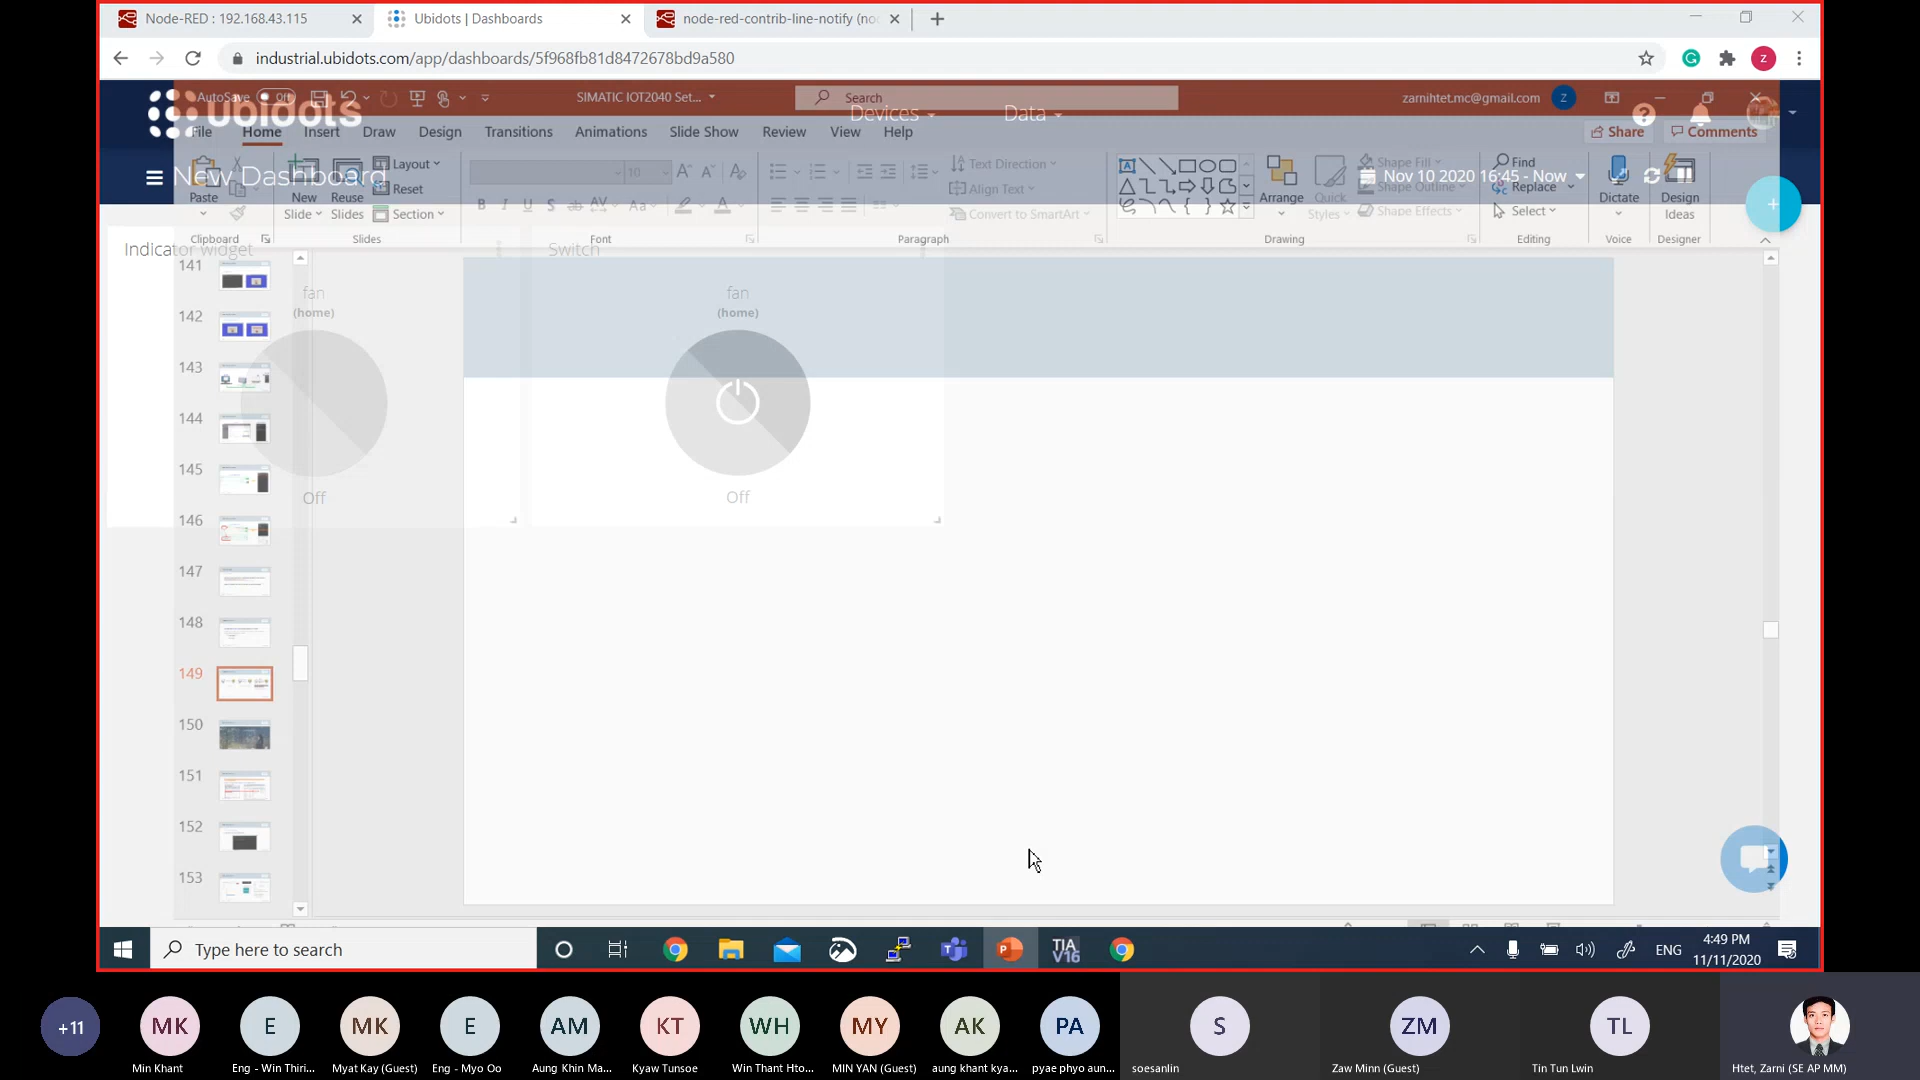 Node-RED : 192.168.43.115
Ubidots | Dashboards
node-red-contrib-line-notify (no
industrial.ubidots.com/app/dashboards/5f968fb81d8472678bd9a580
Z
AutoSave Off
SIMATIC IOT2040 Set...
Search
zarnihtet.mc@gmail.com
Z
ubidots
Devices
Data
File
Home
Insert
Draw
Design
Transitions
Animations
Slide Show
Review
View
Help
Share
Comments
New Dashboard
Nov 10 2020 16:45 - Now
Paste
New
Slide
Reuse
Slides
Layout
Reset
Section
10
B
I
U
S
ab
AV
Aa
A
Text Direction
Align Text
Convert to SmartArt
Arrange
Quick
Styles
Shape Fill
Shape Outline
Shape Effects
Find
Replace
Select
Dictate
Design
Ideas
Clipboard
Slides
Font
Paragraph
Drawing
Editing
Voice
Designer
Indicator widget
Switch
fan
(home)
Off
fan
(home)
Off
141
142
143
144
145
146
147
148
149
150
151
152
153
Type here to search
TIA
V16
ENG
4:49 PM
11/11/2020
+11
MK
E
MK
E
AM
KT
WH
MY
AK
PA
S
ZM
TL
Min Khant
Eng - Win Thiri...
Myat Kay (Guest)
Eng - Myo Oo
Aung Khin Ma...
Kyaw Tunsoe
Win Thant Hto...
MIN YAN (Guest)
aung khant kya...
pyae phyo aun...
soesanlin
Zaw Minn (Guest)
Tin Tun Lwin
Htet, Zarni (SE AP MM)